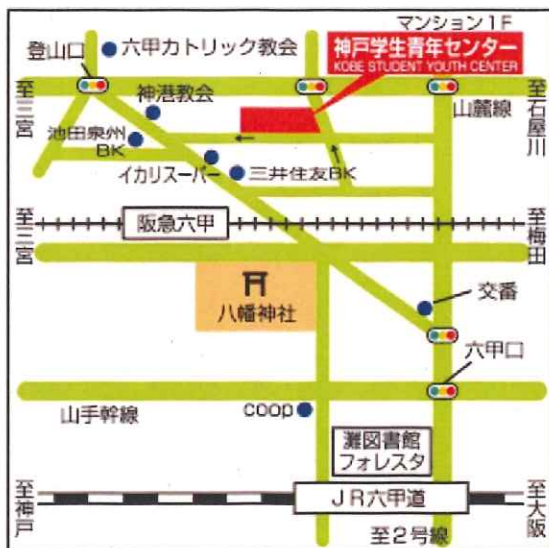 マンション1F
登山口
六甲カトリック教会
神戸学生青年センター
KOBE STUDENT YOUTH CENTER
至三宮
神港教会
山麓線
至石屋川
池田泉州
BK
イカリスーパー
三井住友BK
至三宮
阪急六甲
至梅田
八幡神社
交番
六甲口
山手幹線
coop
灘図書館
フォレスタ
至神戸
JR六甲道
至大阪
至2号線